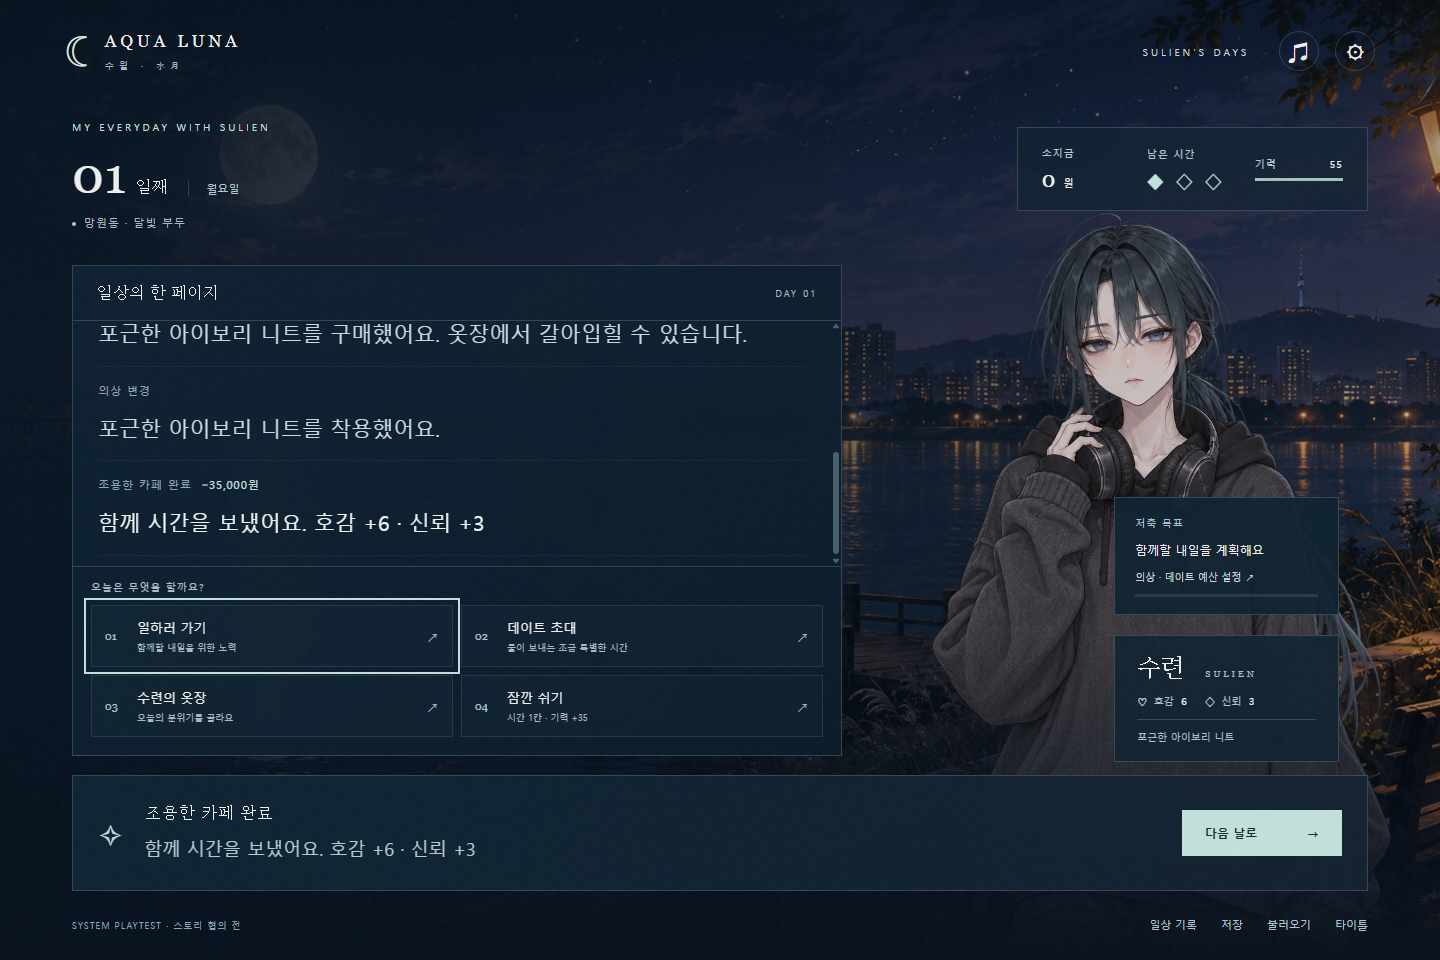 AQUA LUNA
수월 · 水月
SULIEN'S DAYS
MY EVERYDAY WITH SULIEN
01 일째 월요일
망원동 · 달빛 부두
소지금
0 원
남은 시간
기력 55
일상의 한 페이지
DAY 01
포근한 아이보리 니트를 구매했어요. 옷장에서 갈아입힐 수 있습니다.
의상 변경
포근한 아이보리 니트를 착용했어요.
조용한 카페 완료 −35,000원
함께 시간을 보냈어요. 호감 +6 · 신뢰 +3
오늘은 무엇을 할까요?
01 일하러 가기 ↗
함께할 내일을 위한 노력
02 데이트 초대 ↗
둘이 보내는 조금 특별한 시간
03 수련의 옷장 ↗
오늘의 분위기를 골라요
04 잠깐 쉬기 ↗
시간 1칸 · 기력 +35
저축 목표
함께할 내일을 계획해요
의상 · 데이트 예산 설정 ↗
수련 SULIEN
♡ 호감 6 ◇ 신뢰 3
포근한 아이보리 니트
조용한 카페 완료
함께 시간을 보냈어요. 호감 +6 · 신뢰 +3
다음 날로 →
SYSTEM PLAYTEST · 스토리 협의 전
일상 기록 저장 불러오기 타이틀